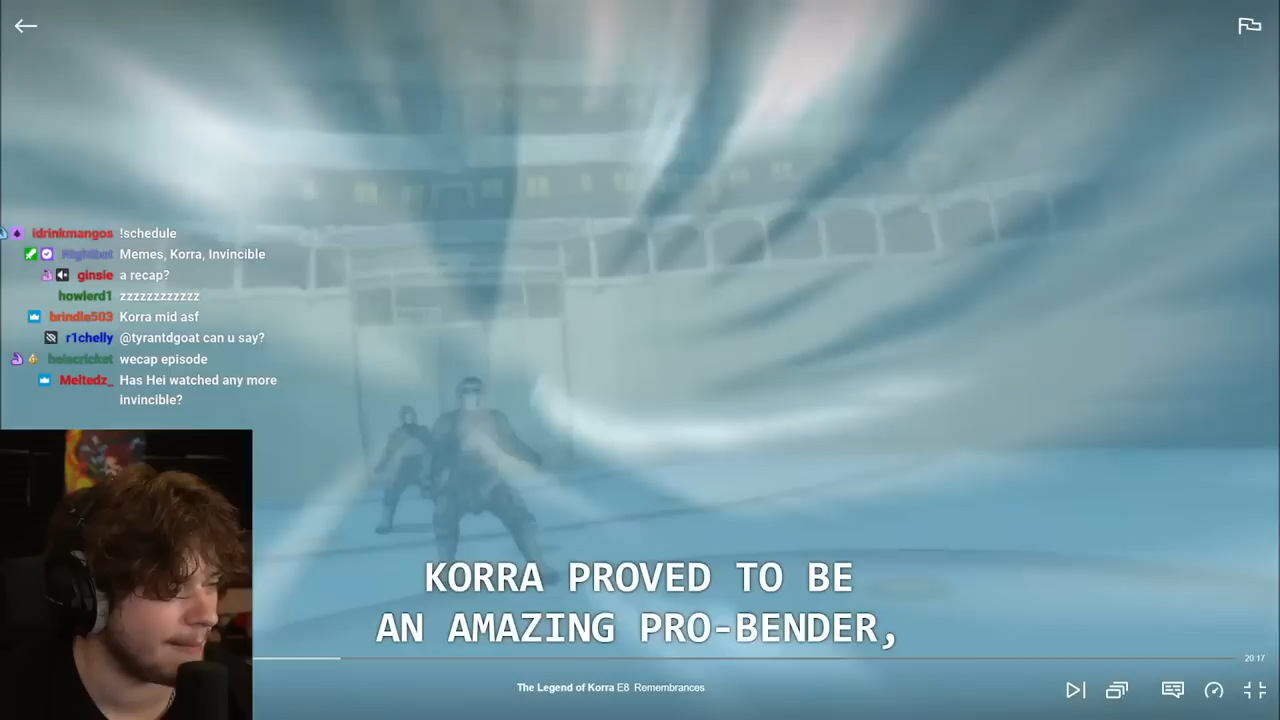 idrinkmangos !schedule
Nightbot Memes, Korra, Invincible
ginsie a recap?
howlerd1 zzzzzzzzzzzz
brindle503 Korra mid asf
r1chelly @tyrantdgoat can u say?
heiscricket wecap episode
Meltedz_ Has Hei watched any more
invincible?
KORRA PROVED TO BE
AN AMAZING PRO-BENDER,
20:17
The Legend of Korra E8 Remembrances